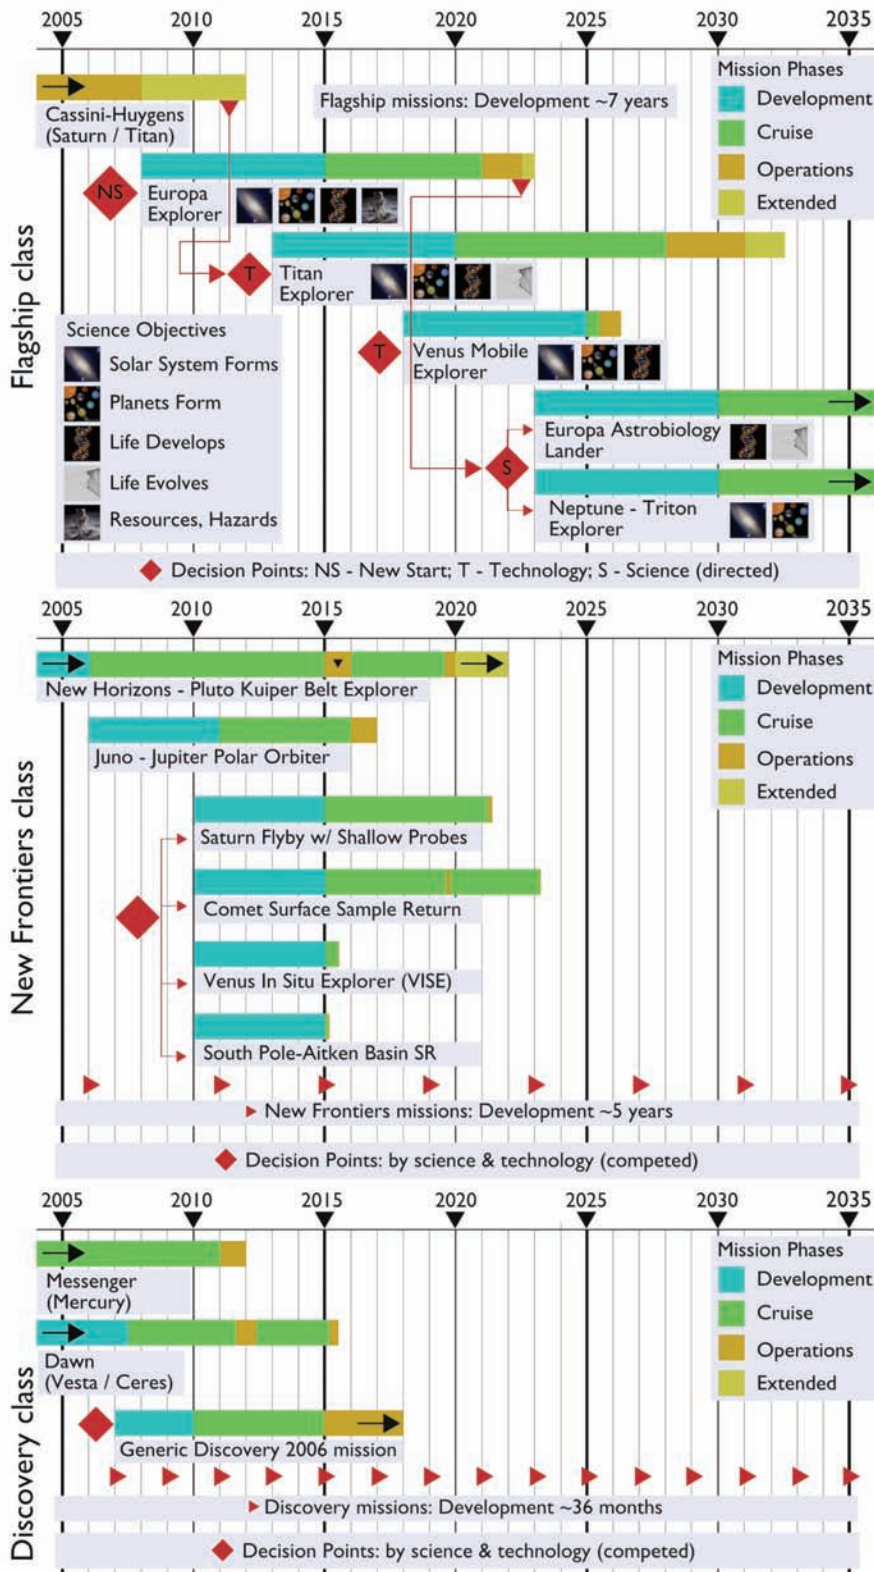 2005 2010 2015 2020 2025 2030 2035
Flagship class
Cassini-Huygens
(Saturn / Titan)
Flagship missions: Development ~7 years
Mission Phases
Development
Cruise
Operations
Extended
NS
Europa
Explorer
T
Titan
Explorer
Science Objectives
Solar System Forms
Planets Form
Life Develops
Life Evolves
Resources, Hazards
T
Venus Mobile
Explorer
Europa Astrobiology
Lander
S
Neptune - Triton
Explorer
Decision Points: NS - New Start; T - Technology; S - Science (directed)
2005 2010 2015 2020 2025 2030 2035
New Frontiers class
New Horizons - Pluto Kuiper Belt Explorer
Mission Phases
Development
Cruise
Operations
Extended
Juno - Jupiter Polar Orbiter
Saturn Flyby w/ Shallow Probes
Comet Surface Sample Return
Venus In Situ Explorer (VISE)
South Pole-Aitken Basin SR
New Frontiers missions: Development ~5 years
Decision Points: by science & technology (competed)
2005 2010 2015 2020 2025 2030 2035
Discovery class
Messenger
(Mercury)
Mission Phases
Development
Cruise
Operations
Extended
Dawn
(Vesta / Ceres)
Generic Discovery 2006 mission
Discovery missions: Development ~36 months
Decision Points: by science & technology (competed)